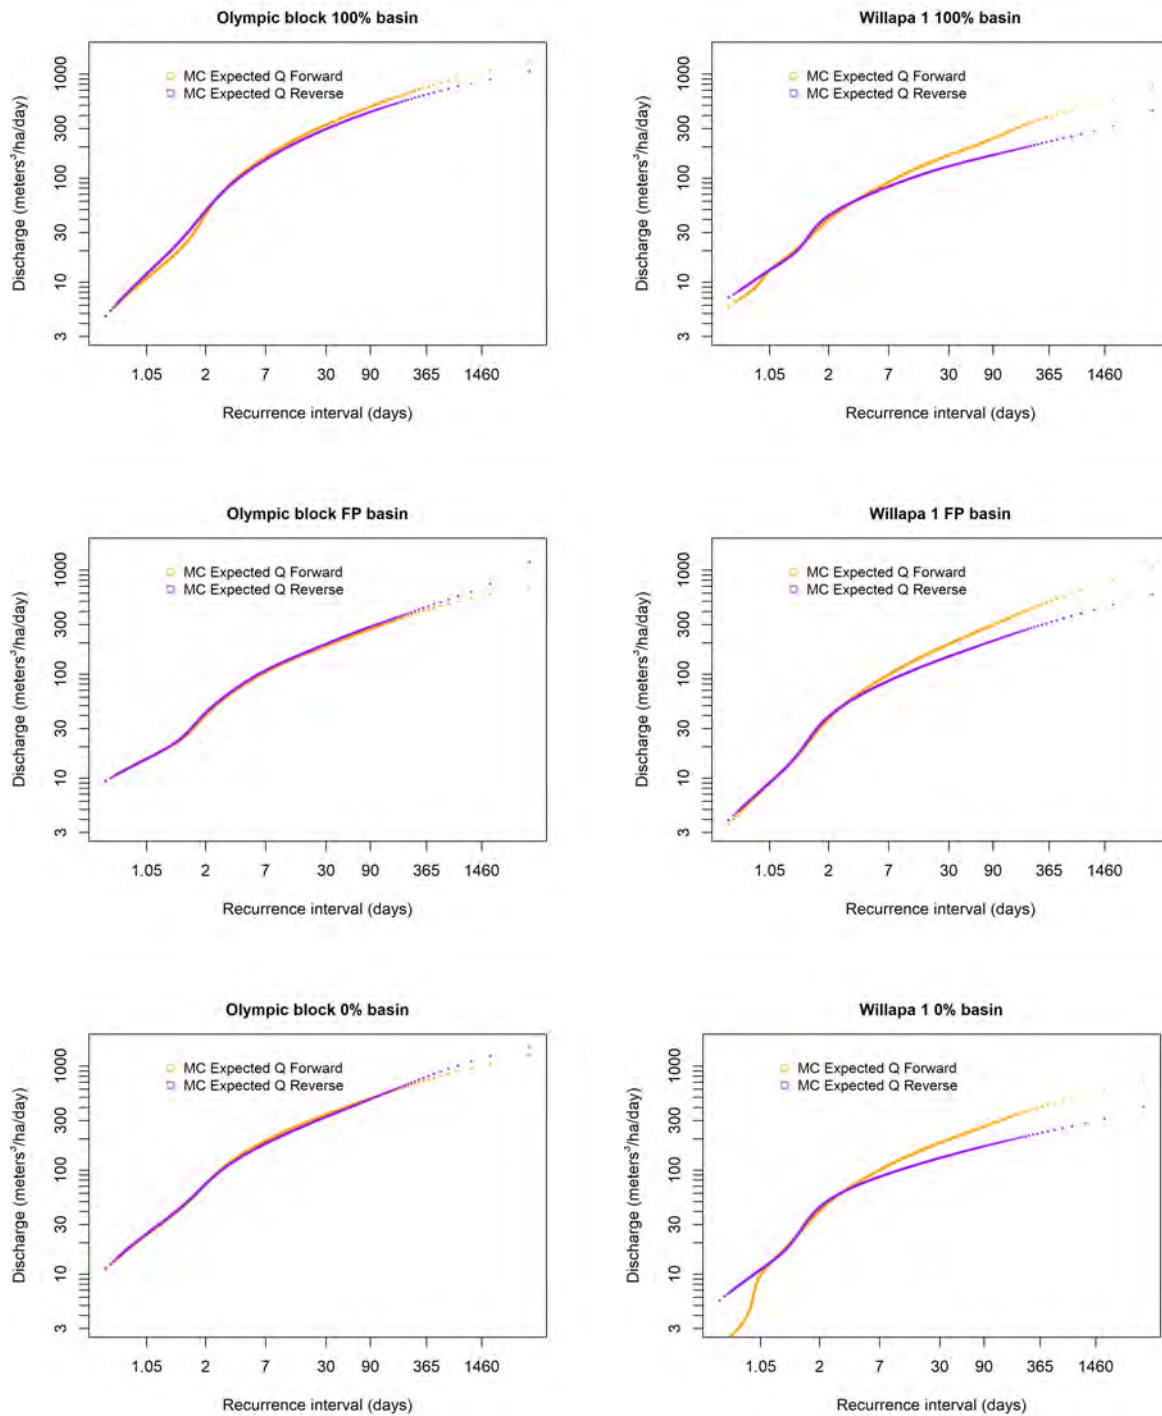 Olympic block 100% basin
Discharge (meters³/ha/day)
1000
300
100
30
10
3
MC Expected Q Forward
MC Expected Q Reverse
1.05 2 7 30 90 365 1460
Recurrence interval (days)
Willapa 1 100% basin
Discharge (meters³/ha/day)
1000
300
100
30
10
3
MC Expected Q Forward
MC Expected Q Reverse
1.05 2 7 30 90 365 1460
Recurrence interval (days)
Olympic block FP basin
Discharge (meters³/ha/day)
1000
300
100
30
10
3
MC Expected Q Forward
MC Expected Q Reverse
1.05 2 7 30 90 365 1460
Recurrence interval (days)
Willapa 1 FP basin
Discharge (meters³/ha/day)
1000
300
100
30
10
3
MC Expected Q Forward
MC Expected Q Reverse
1.05 2 7 30 90 365 1460
Recurrence interval (days)
Olympic block 0% basin
Discharge (meters³/ha/day)
1000
300
100
30
10
3
MC Expected Q Forward
MC Expected Q Reverse
1.05 2 7 30 90 365 1460
Recurrence interval (days)
Willapa 1 0% basin
Discharge (meters³/ha/day)
1000
300
100
30
10
3
MC Expected Q Forward
MC Expected Q Reverse
1.05 2 7 30 90 365 1460
Recurrence interval (days)